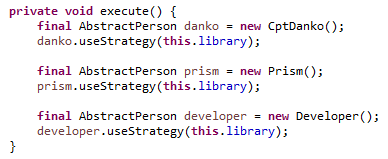 private void execute() {
    final AbstractPerson danko = new CptDanko();
    danko.useStrategy(this.library);

    final AbstractPerson prism = new Prism();
    prism.useStrategy(this.library);

    final AbstractPerson developer = new Developer();
    developer.useStrategy(this.library);
}